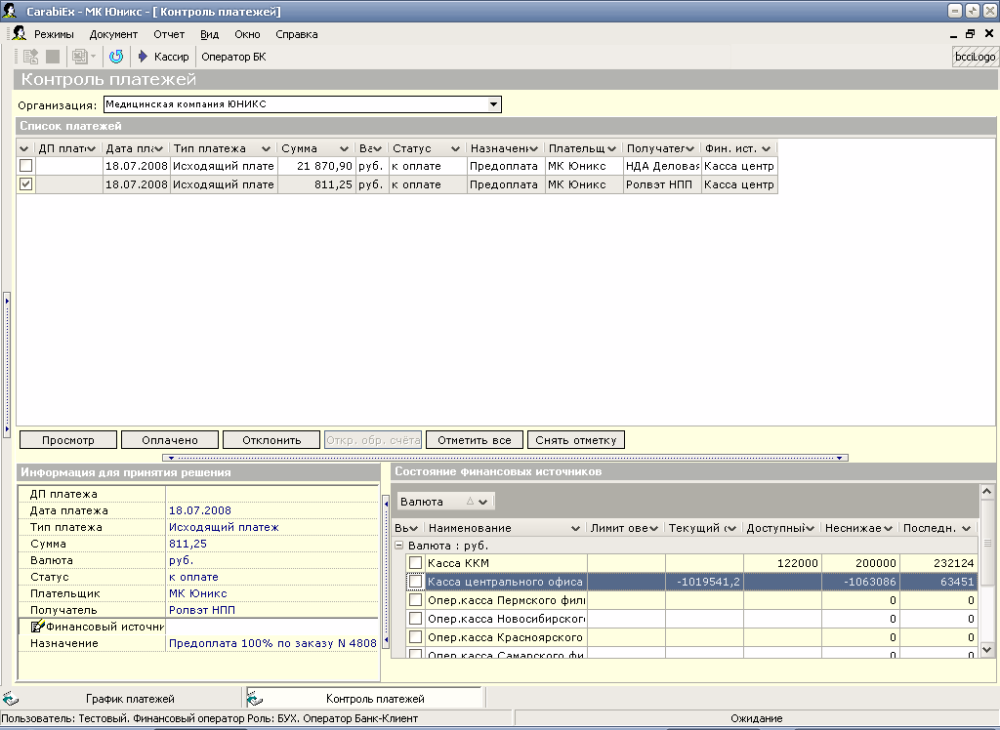 CarabiEx - МК Юникс - [ Контроль платежей]
Режимы Документ Отчет Вид Окно Справка
Кассир Оператор БК bcciLogo
Контроль платежей
Организация: Медицинская компания ЮНИКС
Список платежей
ДП плат Дата пла Тип платежа Сумма Ва Статус Назначен Плательщ Получател Фин. ист.
18.07.2008 Исходящий плате 21 870,90 руб. к оплате Предоплата МК Юникс НДА Деловая Касса центр
18.07.2008 Исходящий плате 811,25 руб. к оплате Предоплата МК Юникс Ролвэт НПП Касса центр
Просмотр Оплачено Отклонить Откр. обр. счёта Отметить все Снять отметку
Информация для принятия решения
ДП платежа
Дата платежа 18.07.2008
Тип платежа Исходящий платеж
Сумма 811,25
Валюта руб.
Статус к оплате
Плательщик МК Юникс
Получатель Ролвэт НПП
Финансовый источни
Назначение Предоплата 100% по заказу N 4808
Состояние финансовых источников
Валюта
Вы Наименование Лимит ове Текущий Доступны Неснижае Последн.
Валюта : руб.
Касса ККМ 122000 200000 232124
Касса центрального офиса -1019541,2 -1063086 63451
Опер.касса Пермского фил 0 0
Опер.касса Новосибирског 0 0
Опер.касса Красноярского 0 0
Опер.касса Самарского фи 0 0
График платежей Контроль платежей
Пользователь: Тестовый. Финансовый оператор Роль: БУХ. Оператор Банк-Клиент Ожидание